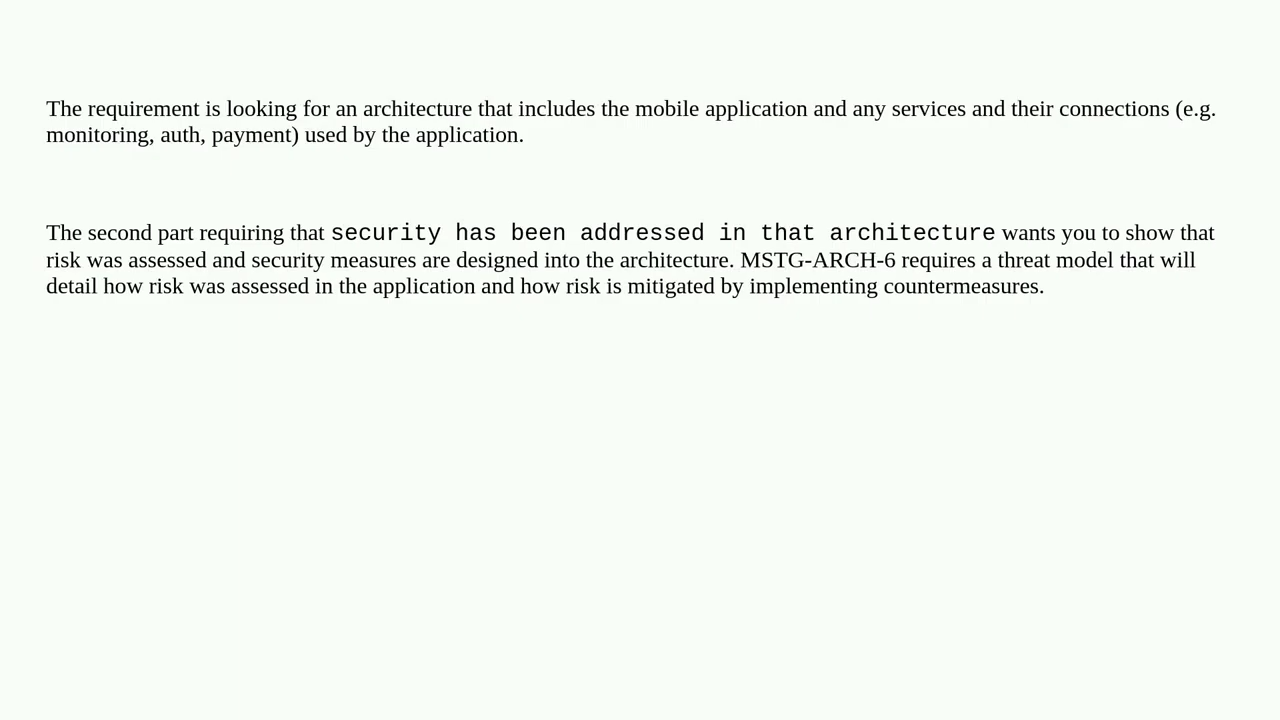 The requirement is looking for an architecture that includes the mobile application and any services and their connections (e.g.
monitoring, auth, payment) used by the application.
The second part requiring that security has been addressed in that architecture wants you to show that
risk was assessed and security measures are designed into the architecture. MSTG-ARCH-6 requires a threat model that will
detail how risk was assessed in the application and how risk is mitigated by implementing countermeasures.